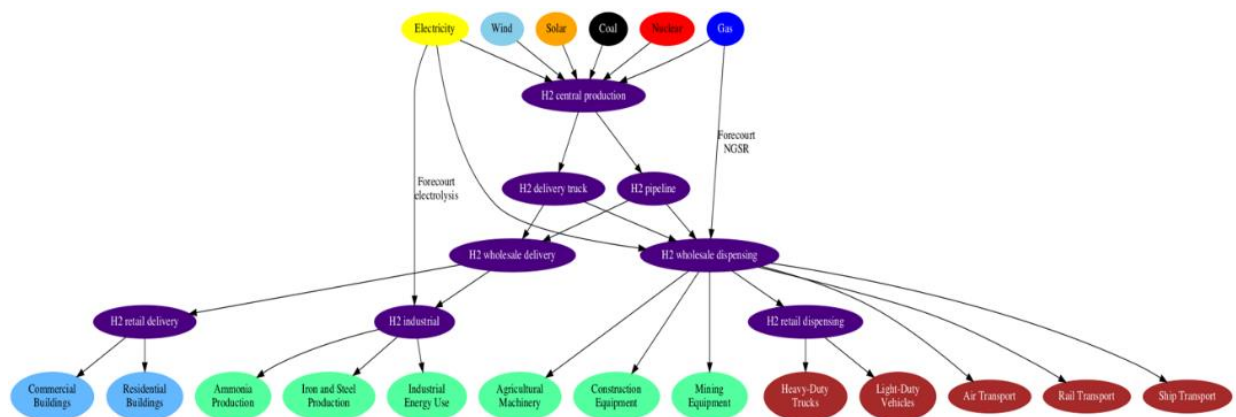 Electricity
Wind
Solar
Coal
Nuclear
Gas
H2 central production
Forecourt
NGSR
Forecourt
electrolysis
H2 delivery truck
H2 pipeline
H2 wholesale delivery
H2 wholesale dispensing
H2 retail delivery
H2 industrial
H2 retail dispensing
Commercial
Buildings
Residential
Buildings
Ammonia
Production
Iron and Steel
Production
Industrial
Energy Use
Agricultural
Machinery
Construction
Equipment
Mining
Equipment
Heavy-Duty
Trucks
Light-Duty
Vehicles
Air Transport
Rail Transport
Ship Transport